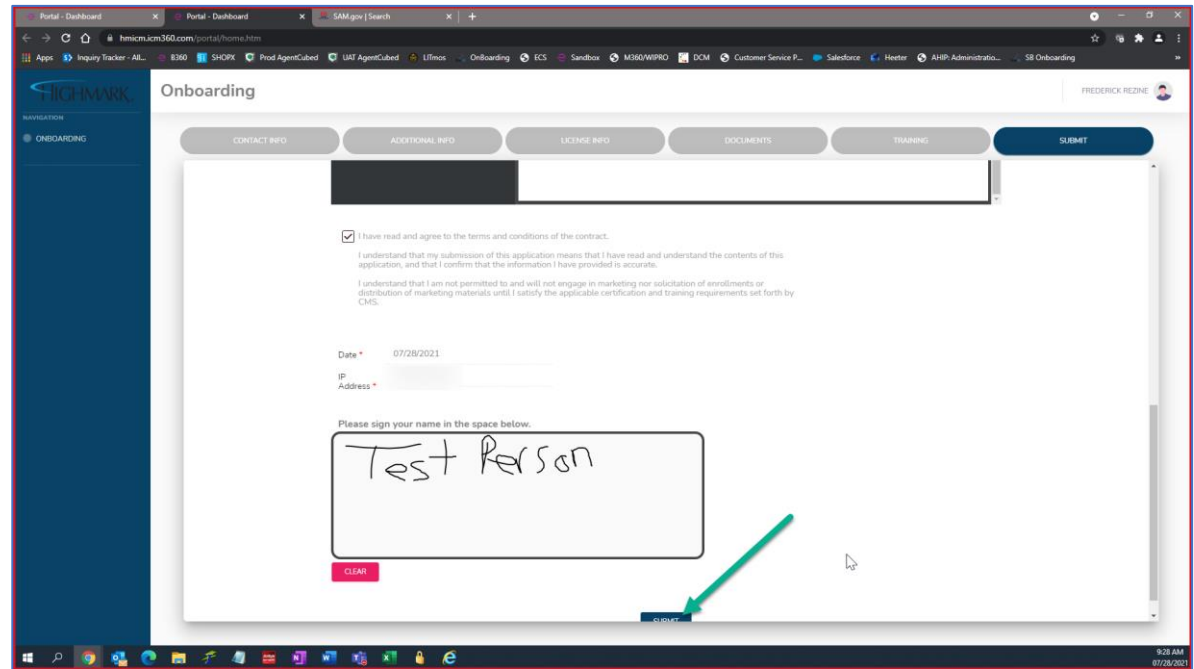 Portal - Dashboard
Portal - Dashboard
SAM.gov | Search
hmicm.icm360.com/portal/home.htm
Apps
Inquiry Tracker - All...
B360
SHOPX
Prod AgentCubed
UAT AgentCubed
LITmos
OnBoarding
ECS
Sandbox
M360/WIPRO
DCM
Customer Service P...
Salesforce
Heeter
AHIP: Administratio...
SB Onboarding
HIGHMARK.
Onboarding
FREDERICK REZINE
NAVIGATION
ONBOARDING
CONTACT INFO
ADDITIONAL INFO
LICENSE INFO
DOCUMENTS
TRAINING
SUBMIT
I have read and agree to the terms and conditions of the contract.
I understand that my submission of this application means that I have read and understand the contents of this
application, and that I confirm that the information I have provided is accurate.
I understand that I am not permitted to and will not engage in marketing nor solicitation of enrollments or
distribution of marketing materials until I satisfy the applicable certification and training requirements set forth by
CMS.
Date * 07/28/2021
IP
Address *
Please sign your name in the space below.
Test Person
CLEAR
SUBMIT
9:28 AM
07/28/2021